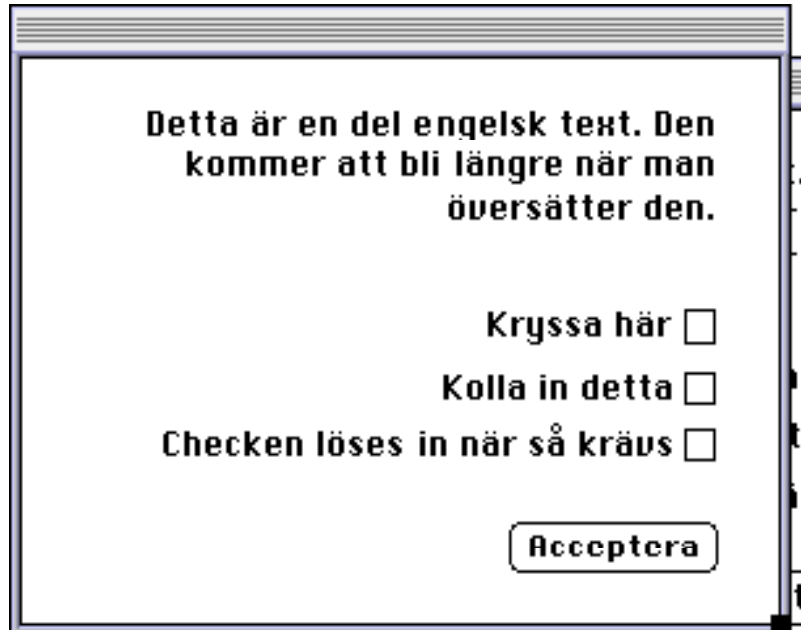 Detta är en del engelsk text. Den
kommer att bli längre när man
översätter den.
Kryssa här
Kolla in detta
Checken löses in när så krävs
Acceptera